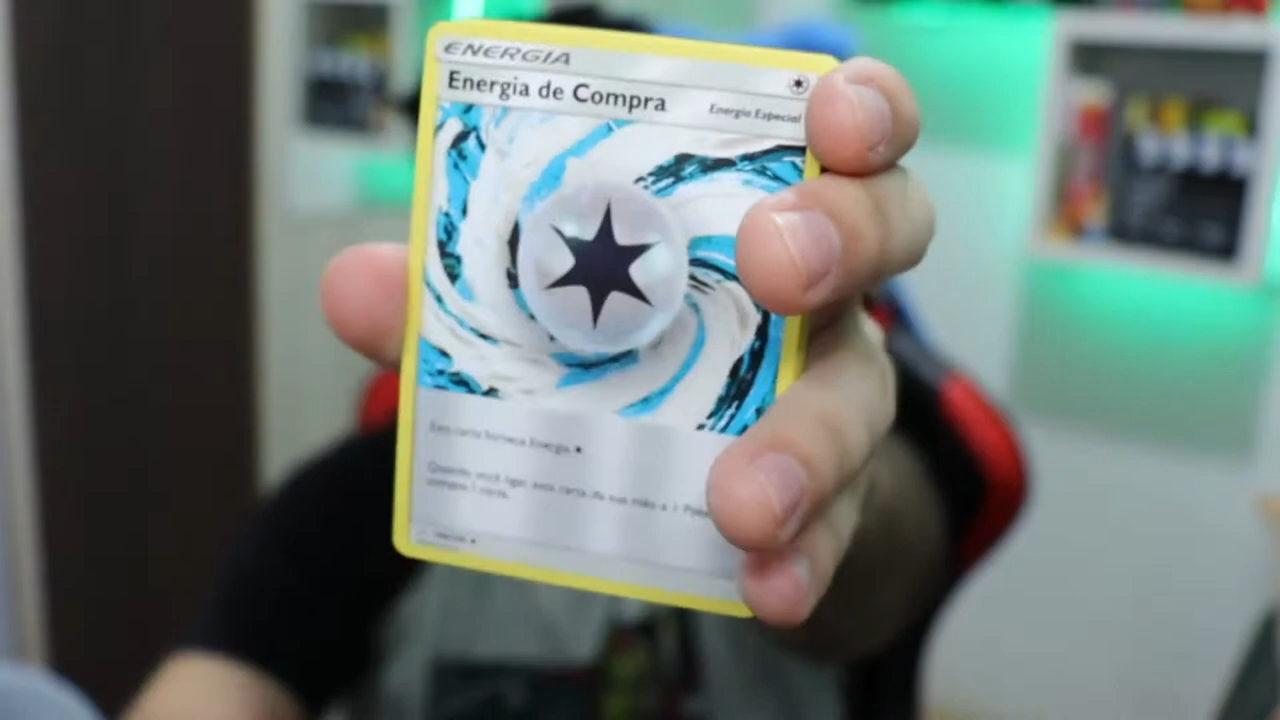 ENERGIA
Energia de Compra
Energia Especial
Esta carta fornece Energia
Quando você ligar esta carta da sua mão a 1
compre 1 carta.